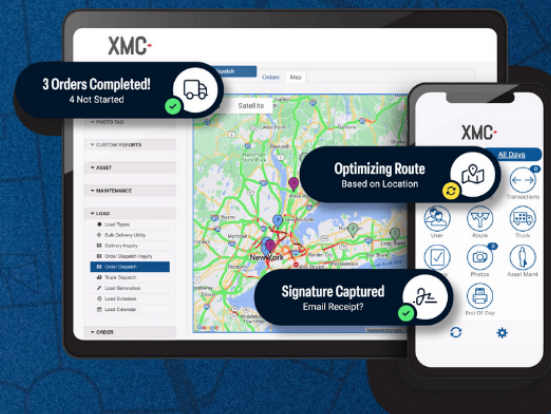 XMC
3 Orders Completed!
4 Not Started
Orders
Map
Satellite
PHOTO TAG
CUSTOM REPORTS
ASSET
MAINTENANCE
LOAD
Load Types
Bulk Delivery Utility
Delivery Inquiry
Order Dispatch Inquiry
Order Dispatch
Truck Dispatch
Load Generation
Load Schedule
Load Calendar
ORDER
New York
XMC
All Days
Optimizing Route
Based on Location
Transactions
User
Route
Truck
Photos
Asset Maint
Signature Captured
Email Receipt?
End Of Day